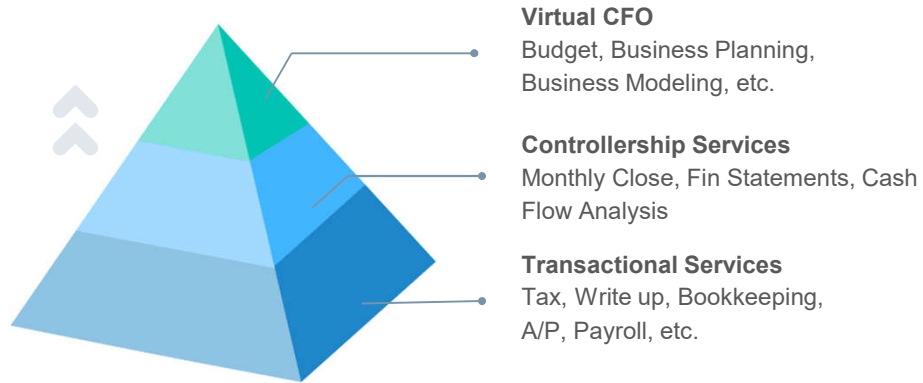 Virtual CFO
Budget, Business Planning,
Business Modeling, etc.
Controllership Services
Monthly Close, Fin Statements, Cash
Flow Analysis
Transactional Services
Tax, Write up, Bookkeeping,
A/P, Payroll, etc.